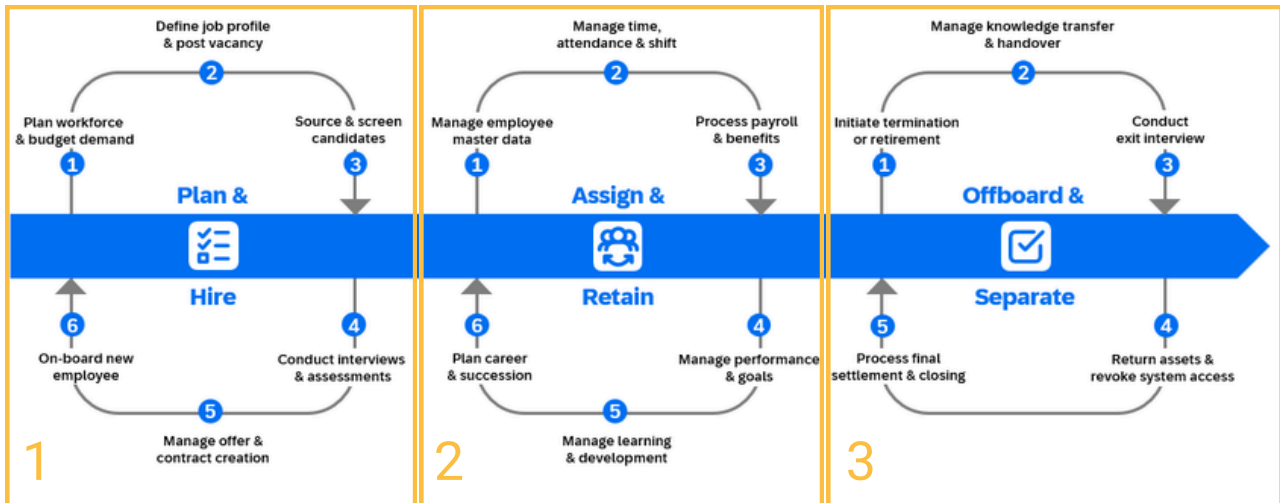 Define job profile
& post vacancy
2
Plan workforce
& budget demand
1
Source & screen
candidates
3
Plan &
Hire
6
On-board new
employee
4
Conduct interviews
& assessments
5
Manage offer &
contract creation
1
Manage time,
attendance & shift
2
Manage employee
master data
1
Process payroll
& benefits
3
Assign &
Retain
6
Plan career
& succession
4
Manage performance
& goals
5
Manage learning
& development
2
Manage knowledge transfer
& handover
2
Initiate termination
or retirement
1
Conduct
exit interview
3
Offboard &
Separate
5
Process final
settlement & closing
4
Return assets &
revoke system access
3